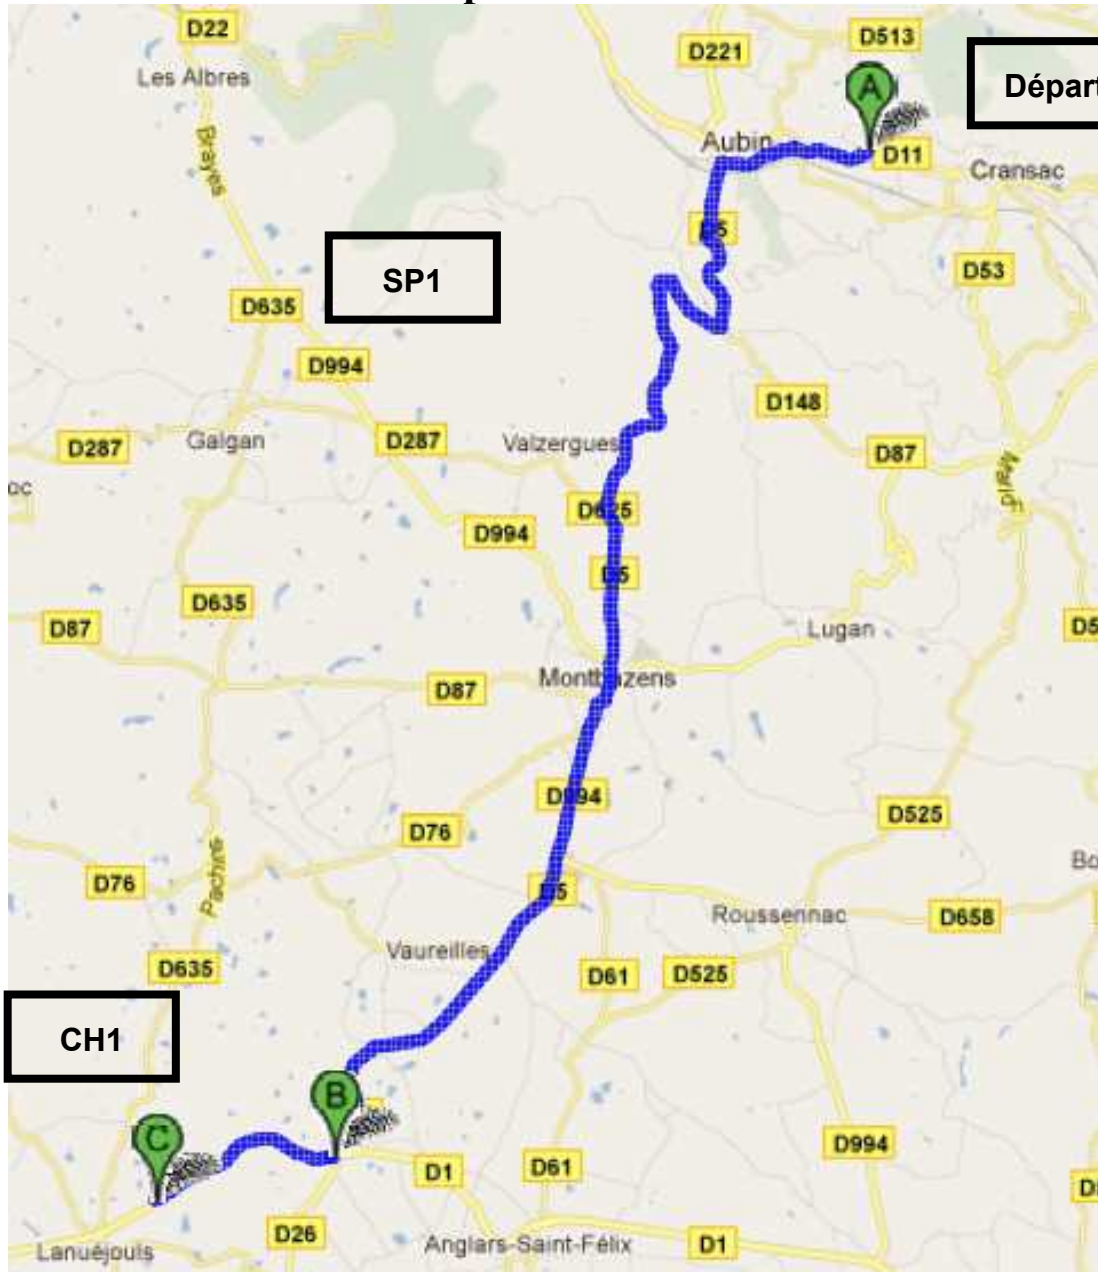 D22
D221
D513
Les Albres
A
Départ
Aubin
D11
Brayes
Cransac
D5
SP1
D53
D635
D994
D148
D287
Galgan
D287
Valzergues
D87
D625
D994
D5
D635
D87
Lugan
Montbazens
D87
D994
D525
D76
D76
D5
Roussennac
D658
Vaureilles
D635
D61
D525
CH1
B
C
D1
D61
D994
D26
Lanuéjouls
Anglars-Saint-Félix
D1